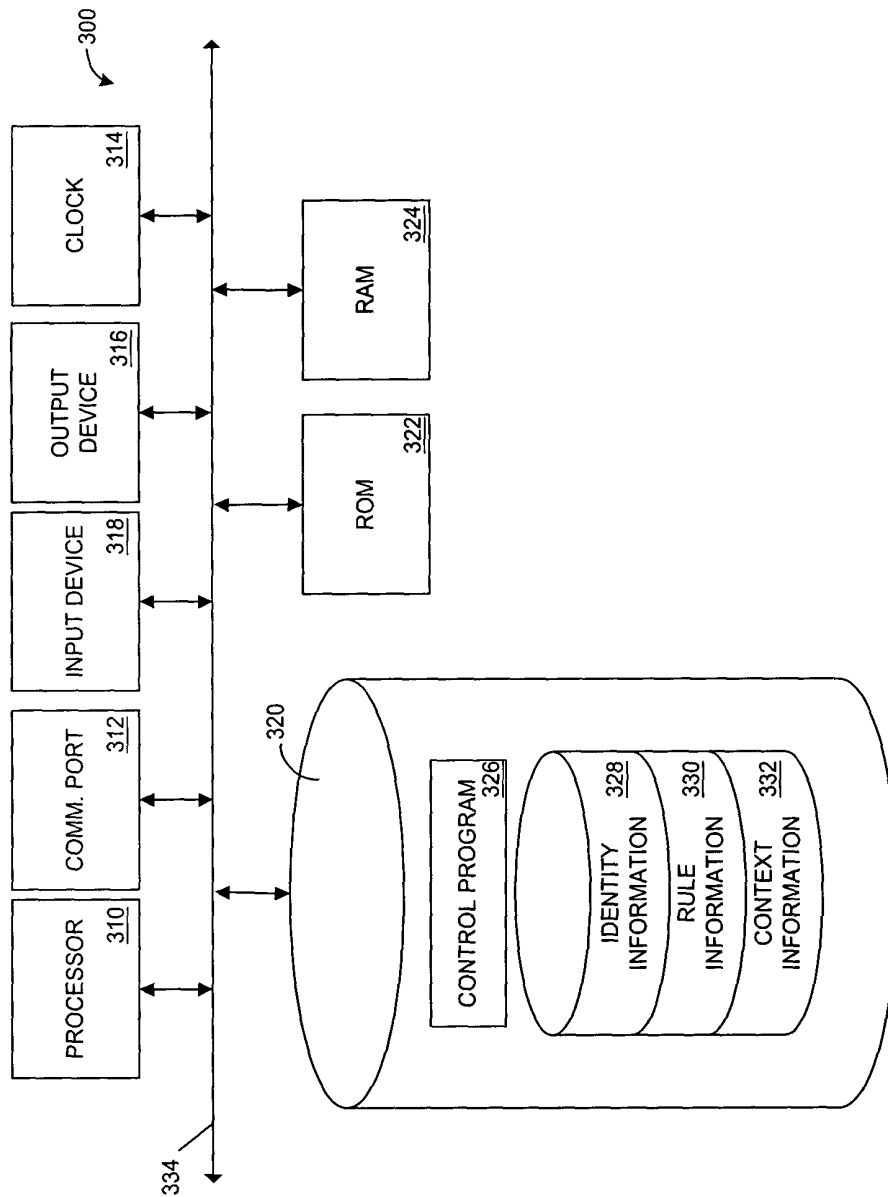 300
PROCESSOR
310
COMM. PORT
312
INPUT DEVICE
318
OUTPUT
DEVICE
316
CLOCK
314
334
320
CONTROL PROGRAM
326
IDENTITY
INFORMATION
328
RULE
INFORMATION
330
CONTEXT
INFORMATION
332
ROM
322
RAM
324